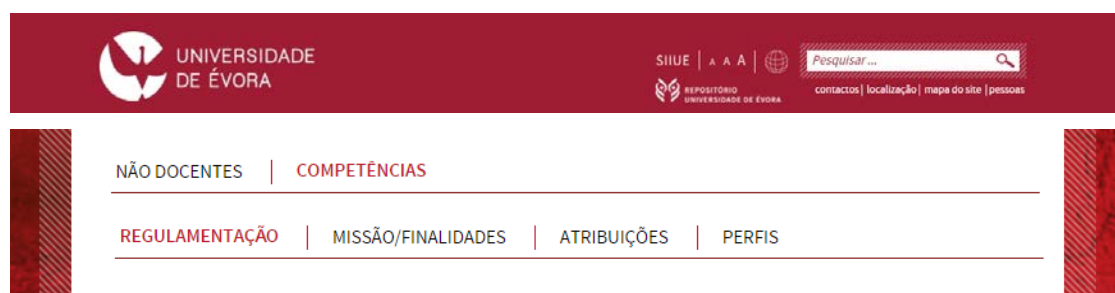 UNIVERSIDADE
DE ÉVORA
SIIUE | A A A |
Pesquisar ...
REPOSITÓRIO
UNIVERSIDADE DE ÉVORA
contactos | localização | mapa do site | pessoas
NÃO DOCENTES | COMPETÊNCIAS
REGULAMENTAÇÃO | MISSÃO/FINALIDADES | ATRIBUIÇÕES | PERFIS